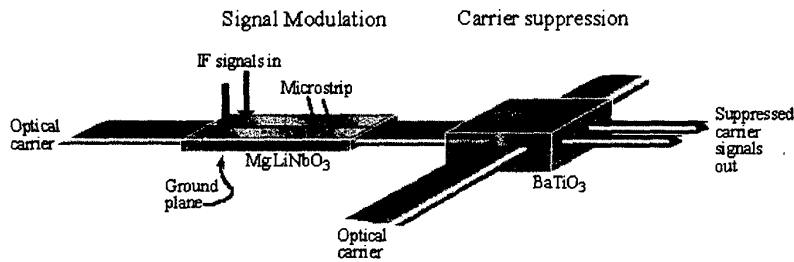 Signal Modulation
Carrier suppression
IF signals in
Microstrip
Optical
carrier
Suppressed
carrier
signals
out
MgLiNbO3
Ground
plane
BaTiO3
Optical
carrier